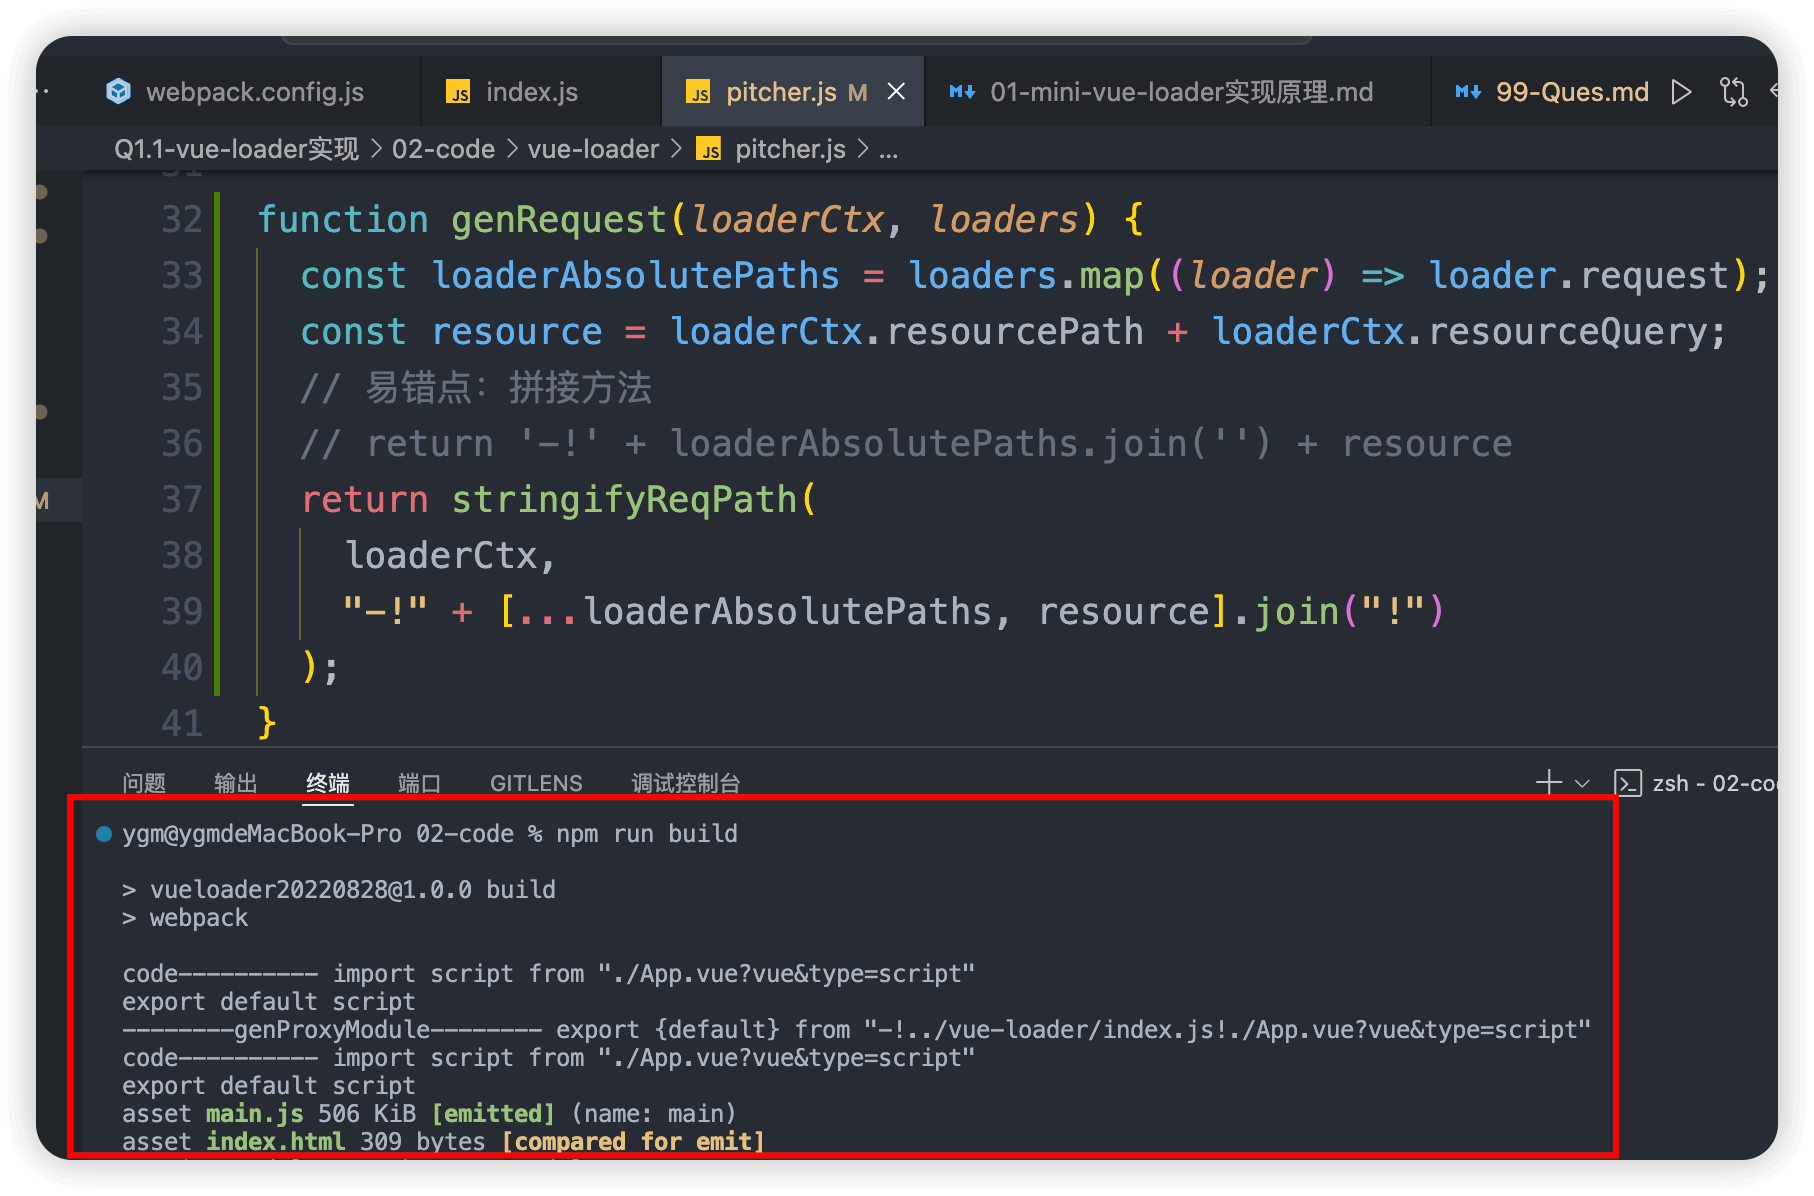 webpack.config.js
JS index.js
JS pitcher.js M
M↓ 01-mini-vue-loader实现原理.md
M↓ 99-Ques.md
Q1.1-vue-loader实现 > 02-code > vue-loader > JS pitcher.js > ...
31
32 function genRequest(loaderCtx, loaders) {
33 const loaderAbsolutePaths = loaders.map((loader) => loader.request);
34 const resource = loaderCtx.resourcePath + loaderCtx.resourceQuery;
35 // 易错点：拼接方法
36 // return '-!' + loaderAbsolutePaths.join('') + resource
M
37 return stringifyReqPath(
38 loaderCtx,
39 "-!" + [...loaderAbsolutePaths, resource].join("!")
40 );
41 }
问题 输出 终端 端口 GITLENS 调试控制台
zsh - 02-co
ygm@ygmdeMacBook-Pro 02-code % npm run build
> vueloader20220828@1.0.0 build
> webpack
code---------- import script from "./App.vue?vue&type=script"
export default script
--------genProxyModule-------- export {default} from "-!../vue-loader/index.js!./App.vue?vue&type=script"
code---------- import script from "./App.vue?vue&type=script"
export default script
asset main.js 506 KiB [emitted] (name: main)
asset index.html 309 bytes [compared for emit]